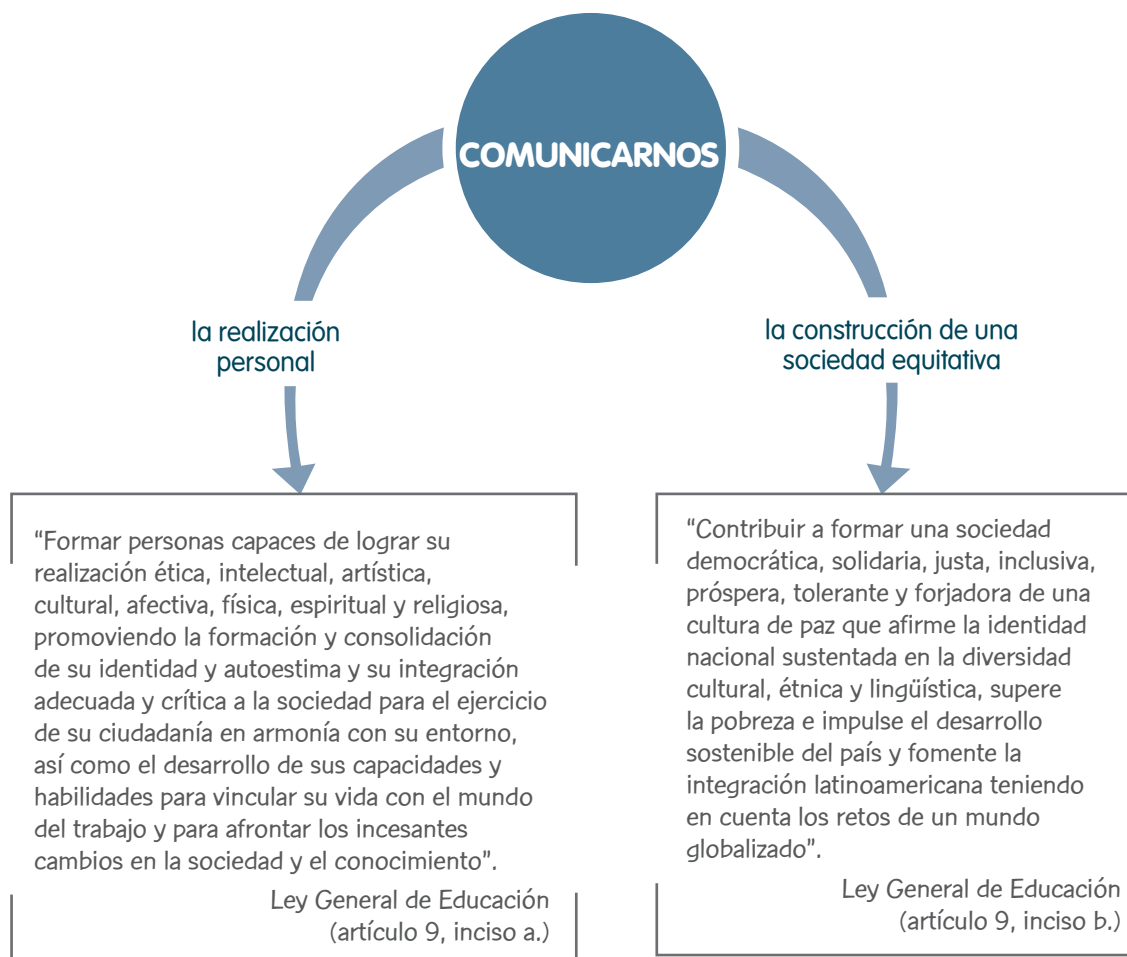 COMUNICARNOS
la realización
personal
“Formar personas capaces de lograr su
realización ética, intelectual, artística,
cultural, afectiva, física, espiritual y religiosa,
promoviendo la formación y consolidación
de su identidad y autoestima y su integración
adecuada y crítica a la sociedad para el ejercicio
de su ciudadanía en armonía con su entorno,
así como el desarrollo de sus capacidades y
habilidades para vincular su vida con el mundo
del trabajo y para afrontar los incesantes
cambios en la sociedad y el conocimiento”.
Ley General de Educación
(artículo 9, inciso a.)
la construcción de una
sociedad equitativa
“Contribuir a formar una sociedad
democrática, solidaria, justa, inclusiva,
próspera, tolerante y forjadora de una
cultura de paz que afirme la identidad
nacional sustentada en la diversidad
cultural, étnica y lingüística, supere
la pobreza e impulse el desarrollo
sostenible del país y fomente la
integración latinoamericana teniendo
en cuenta los retos de un mundo
globalizado”.
Ley General de Educación
(artículo 9, inciso b.)